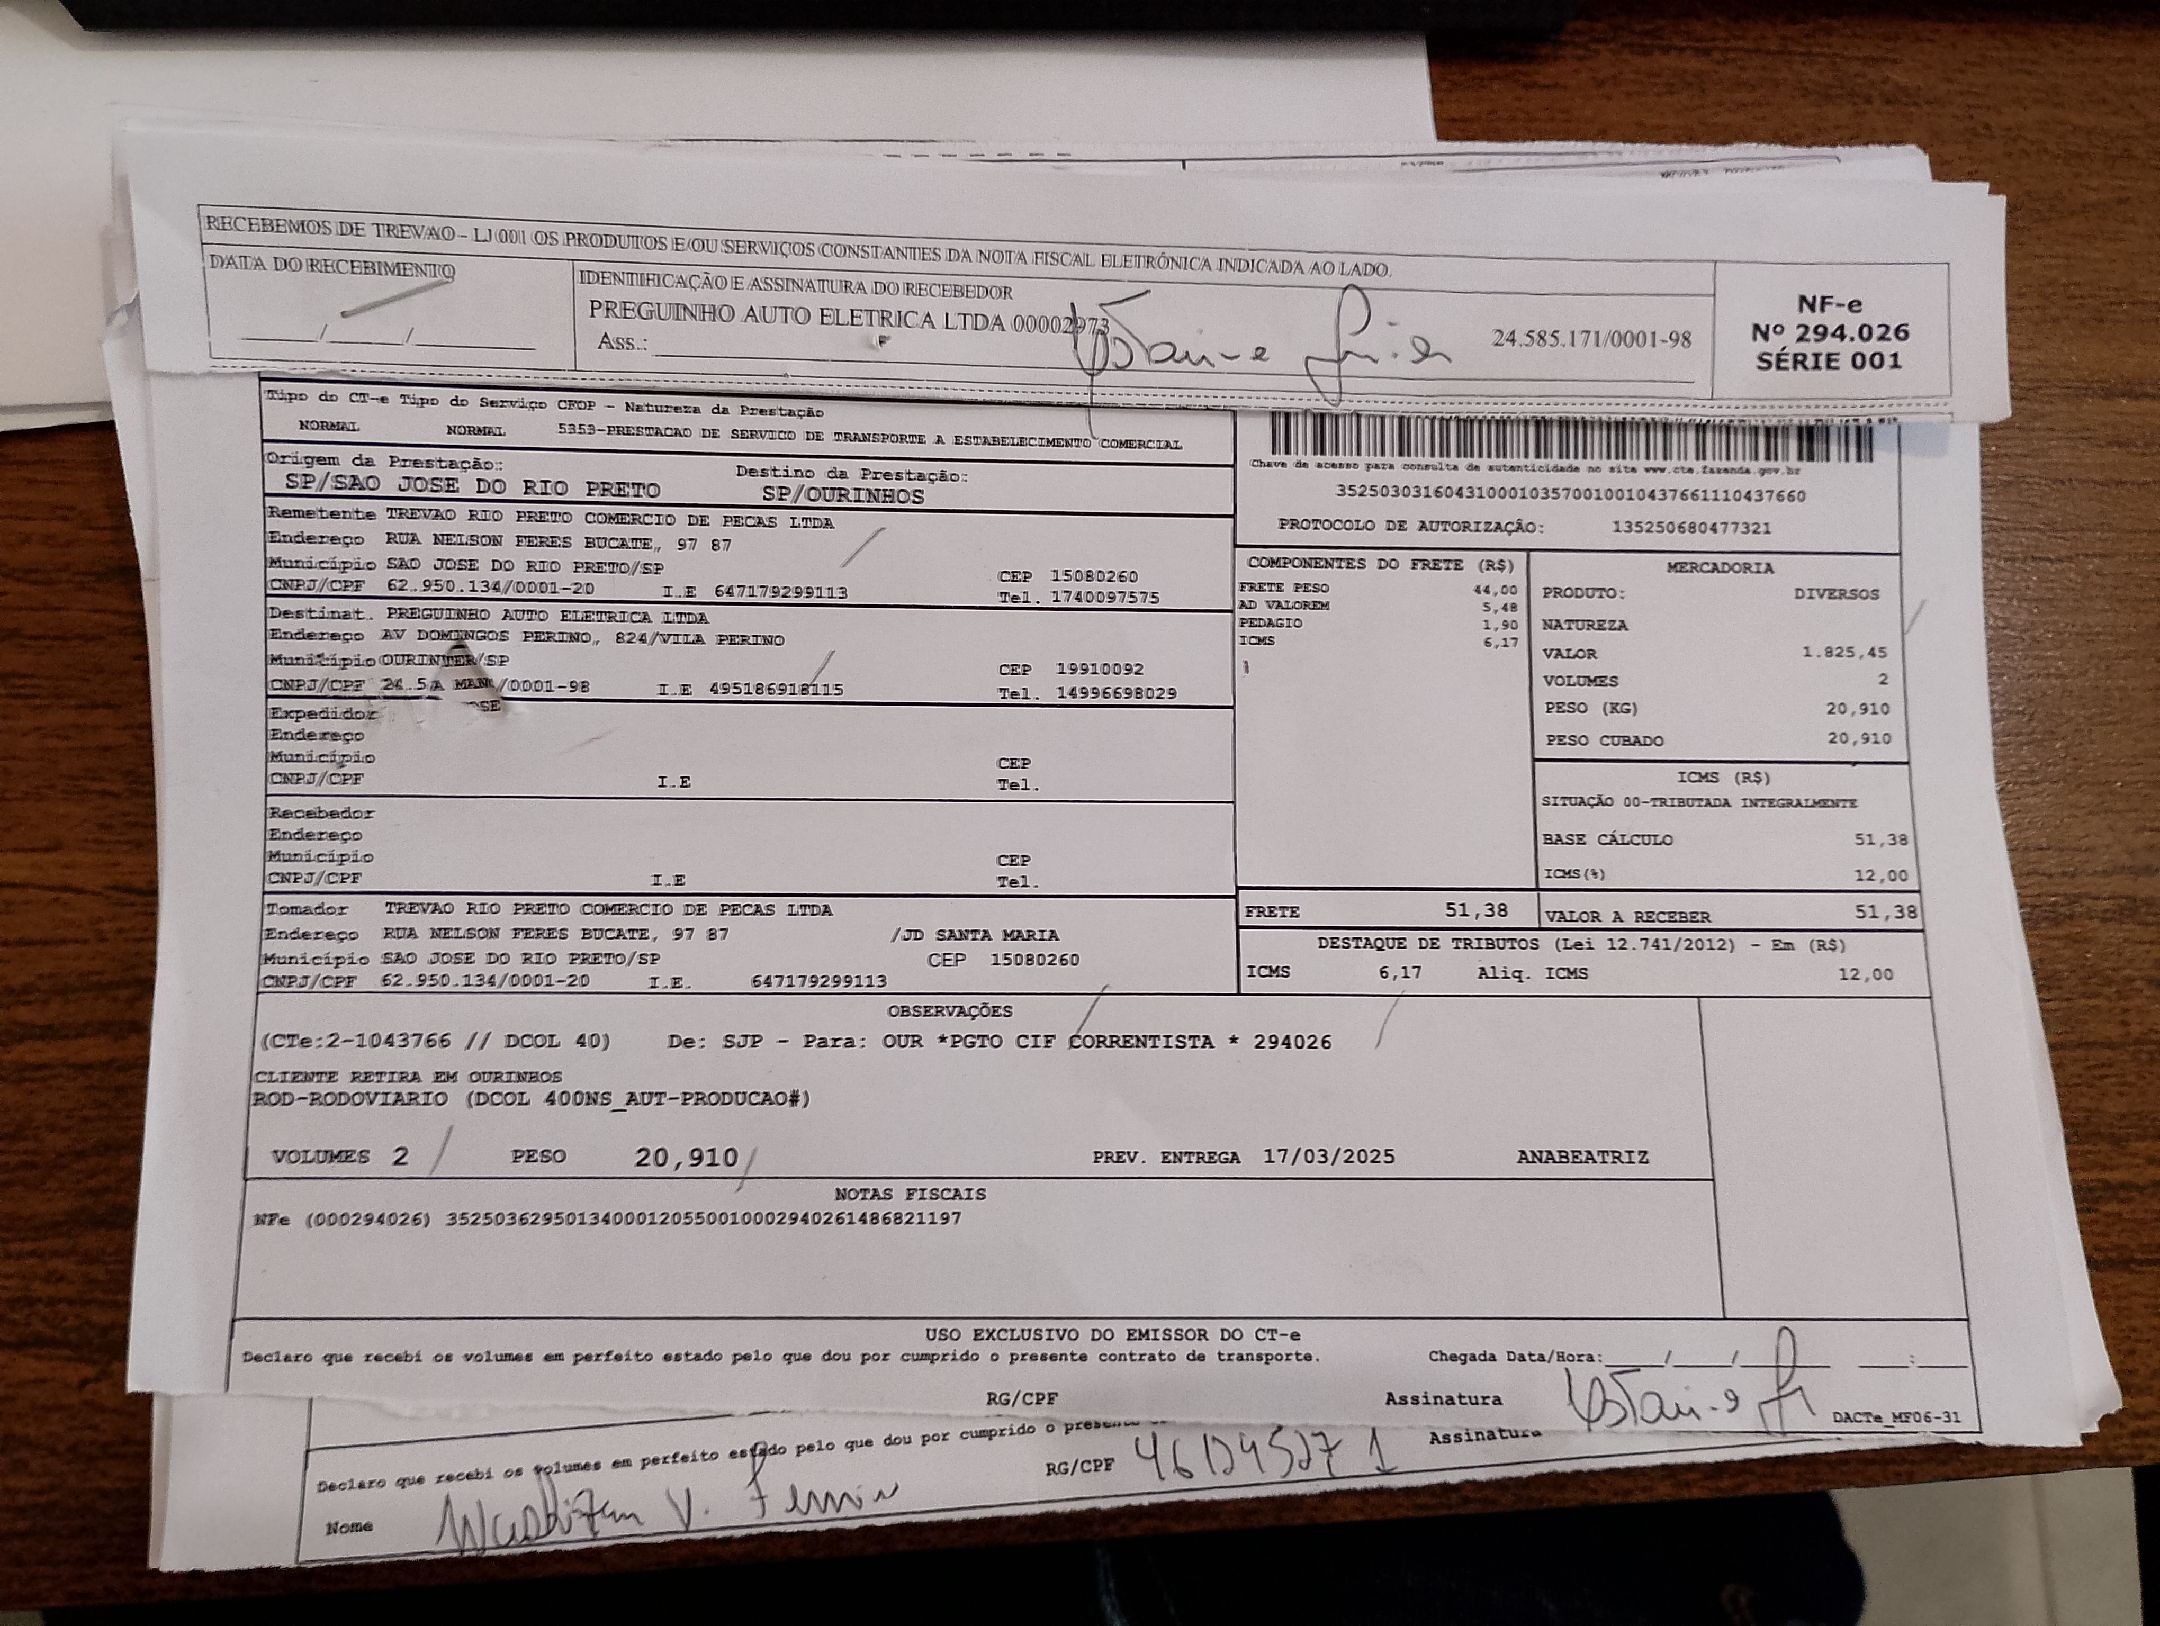 RECEBEMOS DE TREVAO - LJ 001 OS PRODUTOS E/OU SERVIÇOS CONSTANTES DA NOTA FISCAL ELETRÔNICA INDICADA AO LADO.
DATA DO RECEBIMENTO
____/____/________
IDENTIFICAÇÃO E ASSINATURA DO RECEBEDOR
PREGUINHO AUTO ELETRICA LTDA 00002973
Ass.:
24.585.171/0001-98
NF-e
Nº 294.026
SÉRIE 001
Tipo do CT-e Tipo do Serviço CFOP - Natureza da Prestação
NORMAL NORMAL 5353-PRESTACAO DE SERVICO DE TRANSPORTE A ESTABELECIMENTO COMERCIAL
Origem da Prestação: Destino da Prestação:
SP/SAO JOSE DO RIO PRETO SP/OURINHOS
Chave de acesso para consulta de autenticidade no site www.cte.fazenda.gov.br
35250303160431000103570010010437661110437660
PROTOCOLO DE AUTORIZAÇÃO: 135250680477321
Remetente TREVAO RIO PRETO COMERCIO DE PECAS LTDA
Endereço RUA NELSON FERES BUCATE, 97 87
Município SAO JOSE DO RIO PRETO/SP CEP 15080260
CNPJ/CPF 62.950.134/0001-20 I.E 647179299113 Tel. 1740097575
Destinat. PREGUINHO AUTO ELETRICA LTDA
Endereço AV DOMINGOS PERINO, 824/VILA PERINO
Município /SP CEP 19910092
CNPJ/CPF 24.5 /0001-98 I.E 495186918115 Tel. 14996698029
Expedidor
Endereço
Município CEP
CNPJ/CPF I.E Tel.
Recebedor
Endereço
Município CEP
CNPJ/CPF I.E Tel.
Tomador TREVAO RIO PRETO COMERCIO DE PECAS LTDA
Endereço RUA NELSON FERES BUCATE, 97 87 /JD SANTA MARIA
Município SAO JOSE DO RIO PRETO/SP CEP 15080260
CNPJ/CPF 62.950.134/0001-20 I.E. 647179299113
COMPONENTES DO FRETE (R$)
FRETE PESO 44,00
AD VALOREM 5,48
PEDAGIO 1,90
ICMS 6,17
MERCADORIA
PRODUTO: DIVERSOS
NATUREZA
VALOR 1.825,45
VOLUMES 2
PESO (KG) 20,910
PESO CUBADO 20,910
ICMS (R$)
SITUAÇÃO 00-TRIBUTADA INTEGRALMENTE
BASE CÁLCULO 51,38
ICMS(%) 12,00
FRETE 51,38 VALOR A RECEBER 51,38
DESTAQUE DE TRIBUTOS (Lei 12.741/2012) - Em (R$)
ICMS 6,17 Aliq. ICMS 12,00
OBSERVAÇÕES
(CTe:2-1043766 // DCOL 40) De: SJP - Para: OUR *PGTO CIF CORRENTISTA * 294026
CLIENTE RETIRA EM OURINHOS
ROD-RODOVIARIO (DCOL 400NS_AUT-PRODUCAO#)
VOLUMES 2 PESO 20,910 PREV. ENTREGA 17/03/2025 ANABEATRIZ
NOTAS FISCAIS
NFe (000294026) 35250362950134000120550010002940261486821197
USO EXCLUSIVO DO EMISSOR DO CT-e
Declaro que recebi os volumes em perfeito estado pelo que dou por cumprido o presente contrato de transporte. Chegada Data/Hora:____/____/________ ___:___
RG/CPF Assinatura
DACTe_MF06-31
Declaro que recebi os volumes em perfeito estado pelo que dou por cumprido o presente
Nome RG/CPF Assinatura